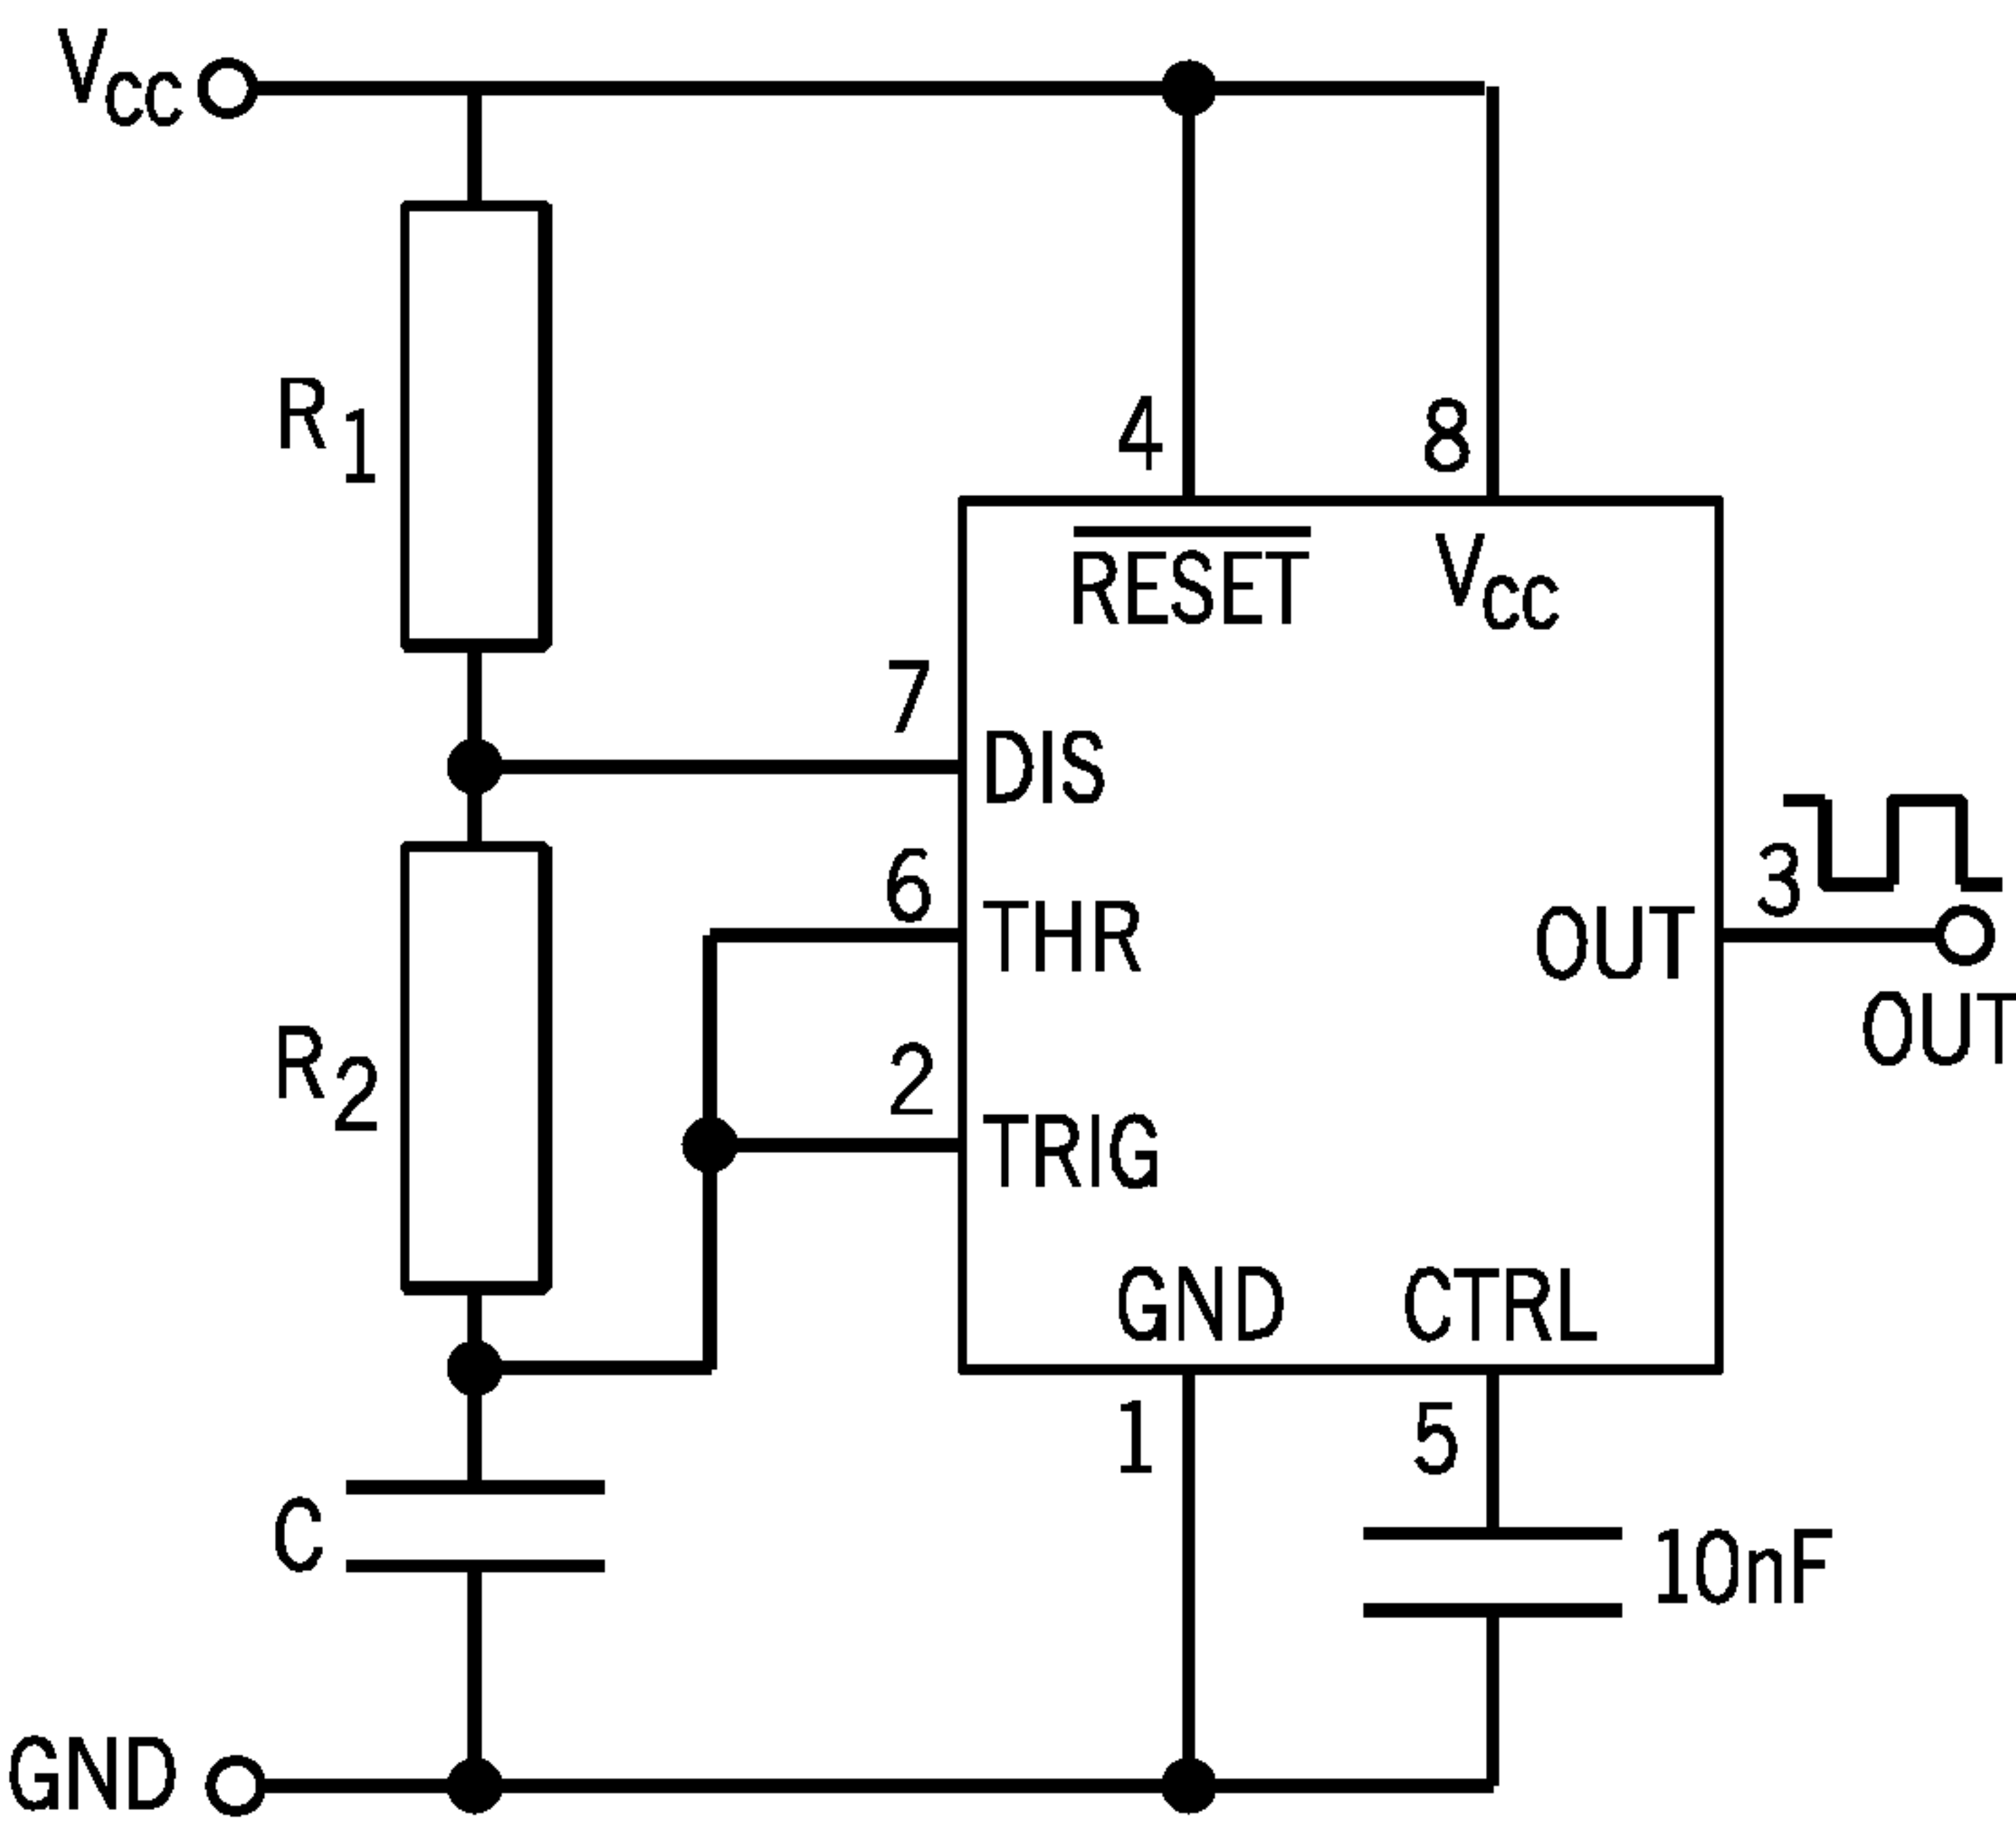 VCC
R1
4
8
RESET
VCC
7
DIS
6
THR
3
OUT
OUT
R2
2
TRIG
GND
CTRL
1
5
C
10nF
GND